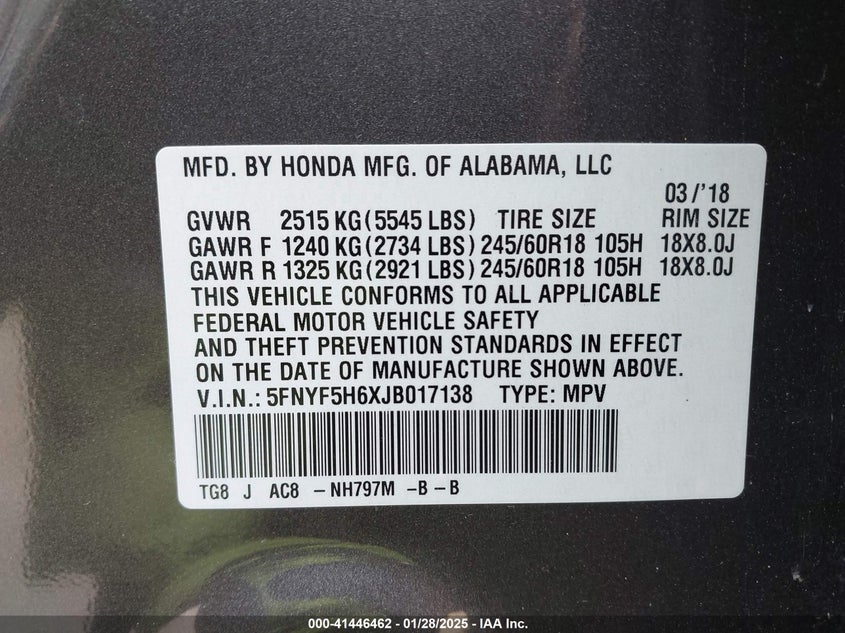 MFD. BY HONDA MFG. OF ALABAMA, LLC
03/'18
GVWR 2515 KG (5545 LBS) TIRE SIZE RIM SIZE
GAWR F 1240 KG (2734 LBS) 245/60R18 105H 18X8.0J
GAWR R 1325 KG (2921 LBS) 245/60R18 105H 18X8.0J
THIS VEHICLE CONFORMS TO ALL APPLICABLE
FEDERAL MOTOR VEHICLE SAFETY
AND THEFT PREVENTION STANDARDS IN EFFECT
ON THE DATE OF MANUFACTURE SHOWN ABOVE.
V.I.N.: 5FNYF5H6XJB017138 TYPE: MPV
TG8 J AC8 – NH797M –B – B
000-41446462 - 01/28/2025 - IAA Inc.